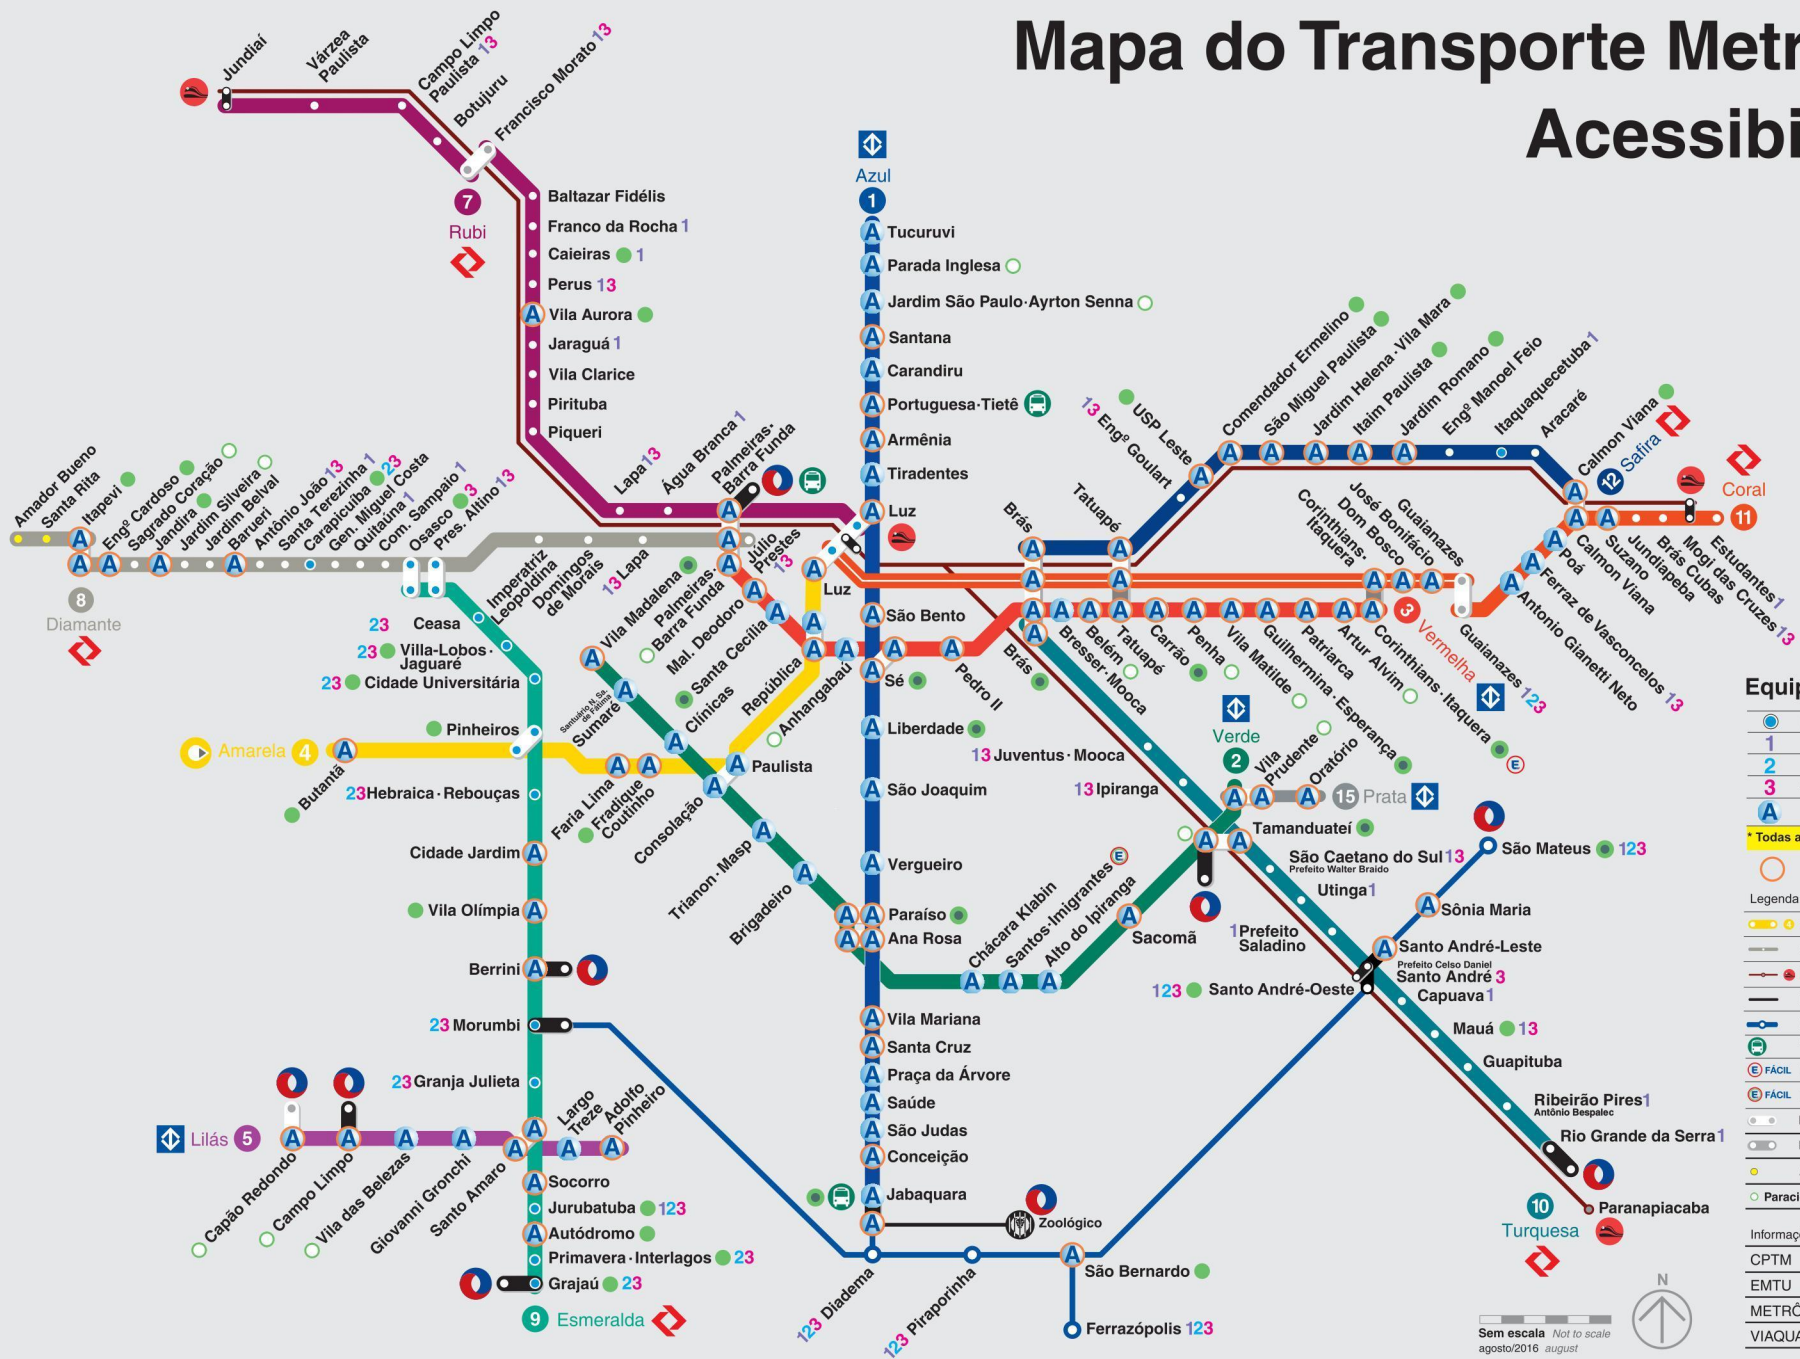 Mapa do Transporte Metr
Acessibi
Jundiaí
Várzea
Paulista
Campo Limpo
Paulista 13
Botujuru
Francisco Morato 13
7
Rubi
Baltazar Fidélis
Franco da Rocha 1
Caieiras 1
Perus 13
A Vila Aurora
Jaraguá 1
Vila Clarice
Pirituba
Piqueri
Lapa 13
Água Branca 1
Palmeiras·
Barra Funda
Azul
1
A Tucuruvi
A Parada Inglesa
A Jardim São Paulo·Ayrton Senna
A Santana
A Carandiru
A Portuguesa·Tietê
A Armênia
A Tiradentes
A Luz
A São Bento
A Sé
A Liberdade
A São Joaquim
A Vergueiro
A A Paraíso
A A Ana Rosa
A Vila Mariana
A Santa Cruz
A Praça da Árvore
A Saúde
A São Judas
A Conceição
A Jabaquara
Zoológico
Amador Bueno
Santa Rita
Itapevi
Engº Cardoso
Sagrado Coração
Jandira
Jardim Silveira
Jardim Belval
Barueri
Antônio João 13
Santa Terezinha 1
Carapicuíba 23
Gen. Miguel Costa
Quitaúna 1
Com. Sampaio 1
Osasco 3
Pres. Altino 13
Imperatriz
Leopoldina
Domingos
de Morais
13 Lapa
Palmeiras·
Barra Funda
Júlio
Prestes
13
8
Diamante
23 Ceasa
23 Villa-Lobos·
Jaguaré
23 Cidade Universitária
Pinheiros
23 Hebraica·Rebouças
Cidade Jardim A
Vila Olímpia A
Berrini A
23 Morumbi
23 Granja Julieta
Santo Amaro
A Socorro
Jurubatuba 123
A Autódromo
Primavera·Interlagos 23
Grajaú 23
9 Esmeralda
Amarela 4
Butantã
Faria Lima
Fradique
Coutinho
Paulista
República
Luz
Vila Madalena
Santuário N. Sa.
de Fátima
Sumaré
Clínicas
Consolação
Trianon·Masp
Brigadeiro
Chácara Klabin
Santos·Imigrantes E
Alto do Ipiranga
Sacomã
Tamanduateí
Vila
Prudente
Oratório
15 Prata
Verde
2
Mal. Deodoro
Santa Cecília
Anhangabaú
Pedro II
Brás
Besser·Mooca
Belém
Tatuapé
Carrão
Penha
Vila Matilde
Guilhermina·Esperança
Patriarca
Artur Alvim
Corinthians·Itaquera
E
3 Vermelha
Brás
Tatuapé
13 Engº Goulart
USP Leste
Comendador Ermelino
São Miguel Paulista
Jardim Helena·Vila Mara
Itaim Paulista
Jardim Romano
Engº Manoel Feio
Itaquaquecetuba 1
Aracaré
Calmon Viana
12 Safira
Corinthians·
Itaquera
Dom Bosco
José Bonifácio
Guaianazes
Guaianazes 123
Antonio Gianetti Neto
Ferraz de Vasconcelos 13
Poá
Calmon Viana
Suzano
Jundiapeba
Brás Cubas
Mogi das Cruzes 13
Estudantes 1
Coral
11
13 Juventus·Mooca
13 Ipiranga
São Caetano do Sul 13
Prefeito Walter Braido
Utinga 1
1 Prefeito
Saladino
Prefeito Celso Daniel
Santo André 3
Capuava 1
Mauá 13
Guapituba
Ribeirão Pires 1
Antônio Bespalec
Rio Grande da Serra 1
Paranapiacaba
10
Turquesa
São Mateus 123
Sônia Maria
Santo André-Leste
123 Santo André-Oeste
São Bernardo
Ferrazópolis 123
123 Piraporinha
123 Diadema
Lilás 5
Capão Redondo
Campo Limpo
Vila das Belezas
Giovanni Gronchi
Largo
Treze
Adolfo
Pinheiro
Equip
1
2
3
A
* Todas a
Legenda
4
E FÁCIL
E FÁCIL
Paraci
Informaç
CPTM
EMTU
METRÔ
VIAQUA
N
Sem escala Not to scale
agosto/2016 august